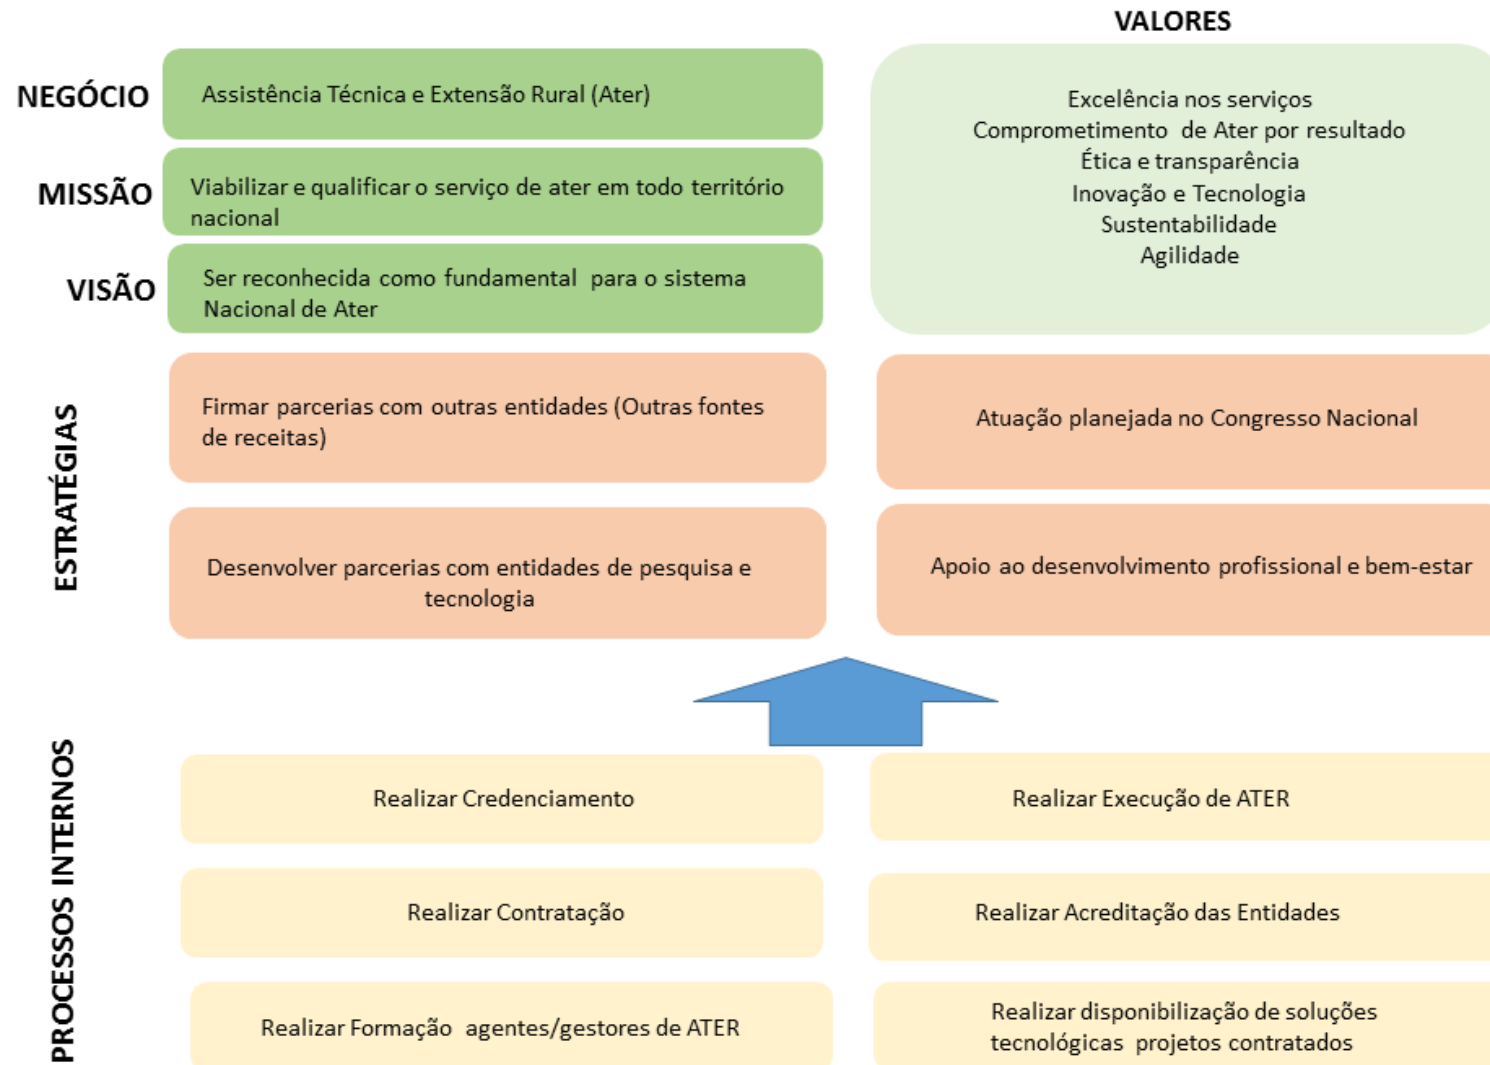 VALORES
NEGÓCIO
Assistência Técnica e Extensão Rural (Ater)
MISSÃO
Viabilizar e qualificar o serviço de ater em todo território
nacional
VISÃO
Ser reconhecida como fundamental para o sistema
Nacional de Ater
Excelência nos serviços
Comprometimento de Ater por resultado
Ética e transparência
Inovação e Tecnologia
Sustentabilidade
Agilidade
ESTRATÉGIAS
Firmar parcerias com outras entidades (Outras fontes
de receitas)
Atuação planejada no Congresso Nacional
Desenvolver parcerias com entidades de pesquisa e
tecnologia
Apoio ao desenvolvimento profissional e bem-estar
PROCESSOS INTERNOS
Realizar Credenciamento
Realizar Execução de ATER
Realizar Contratação
Realizar Acreditação das Entidades
Realizar Formação agentes/gestores de ATER
Realizar disponibilização de soluções
tecnológicas projetos contratados